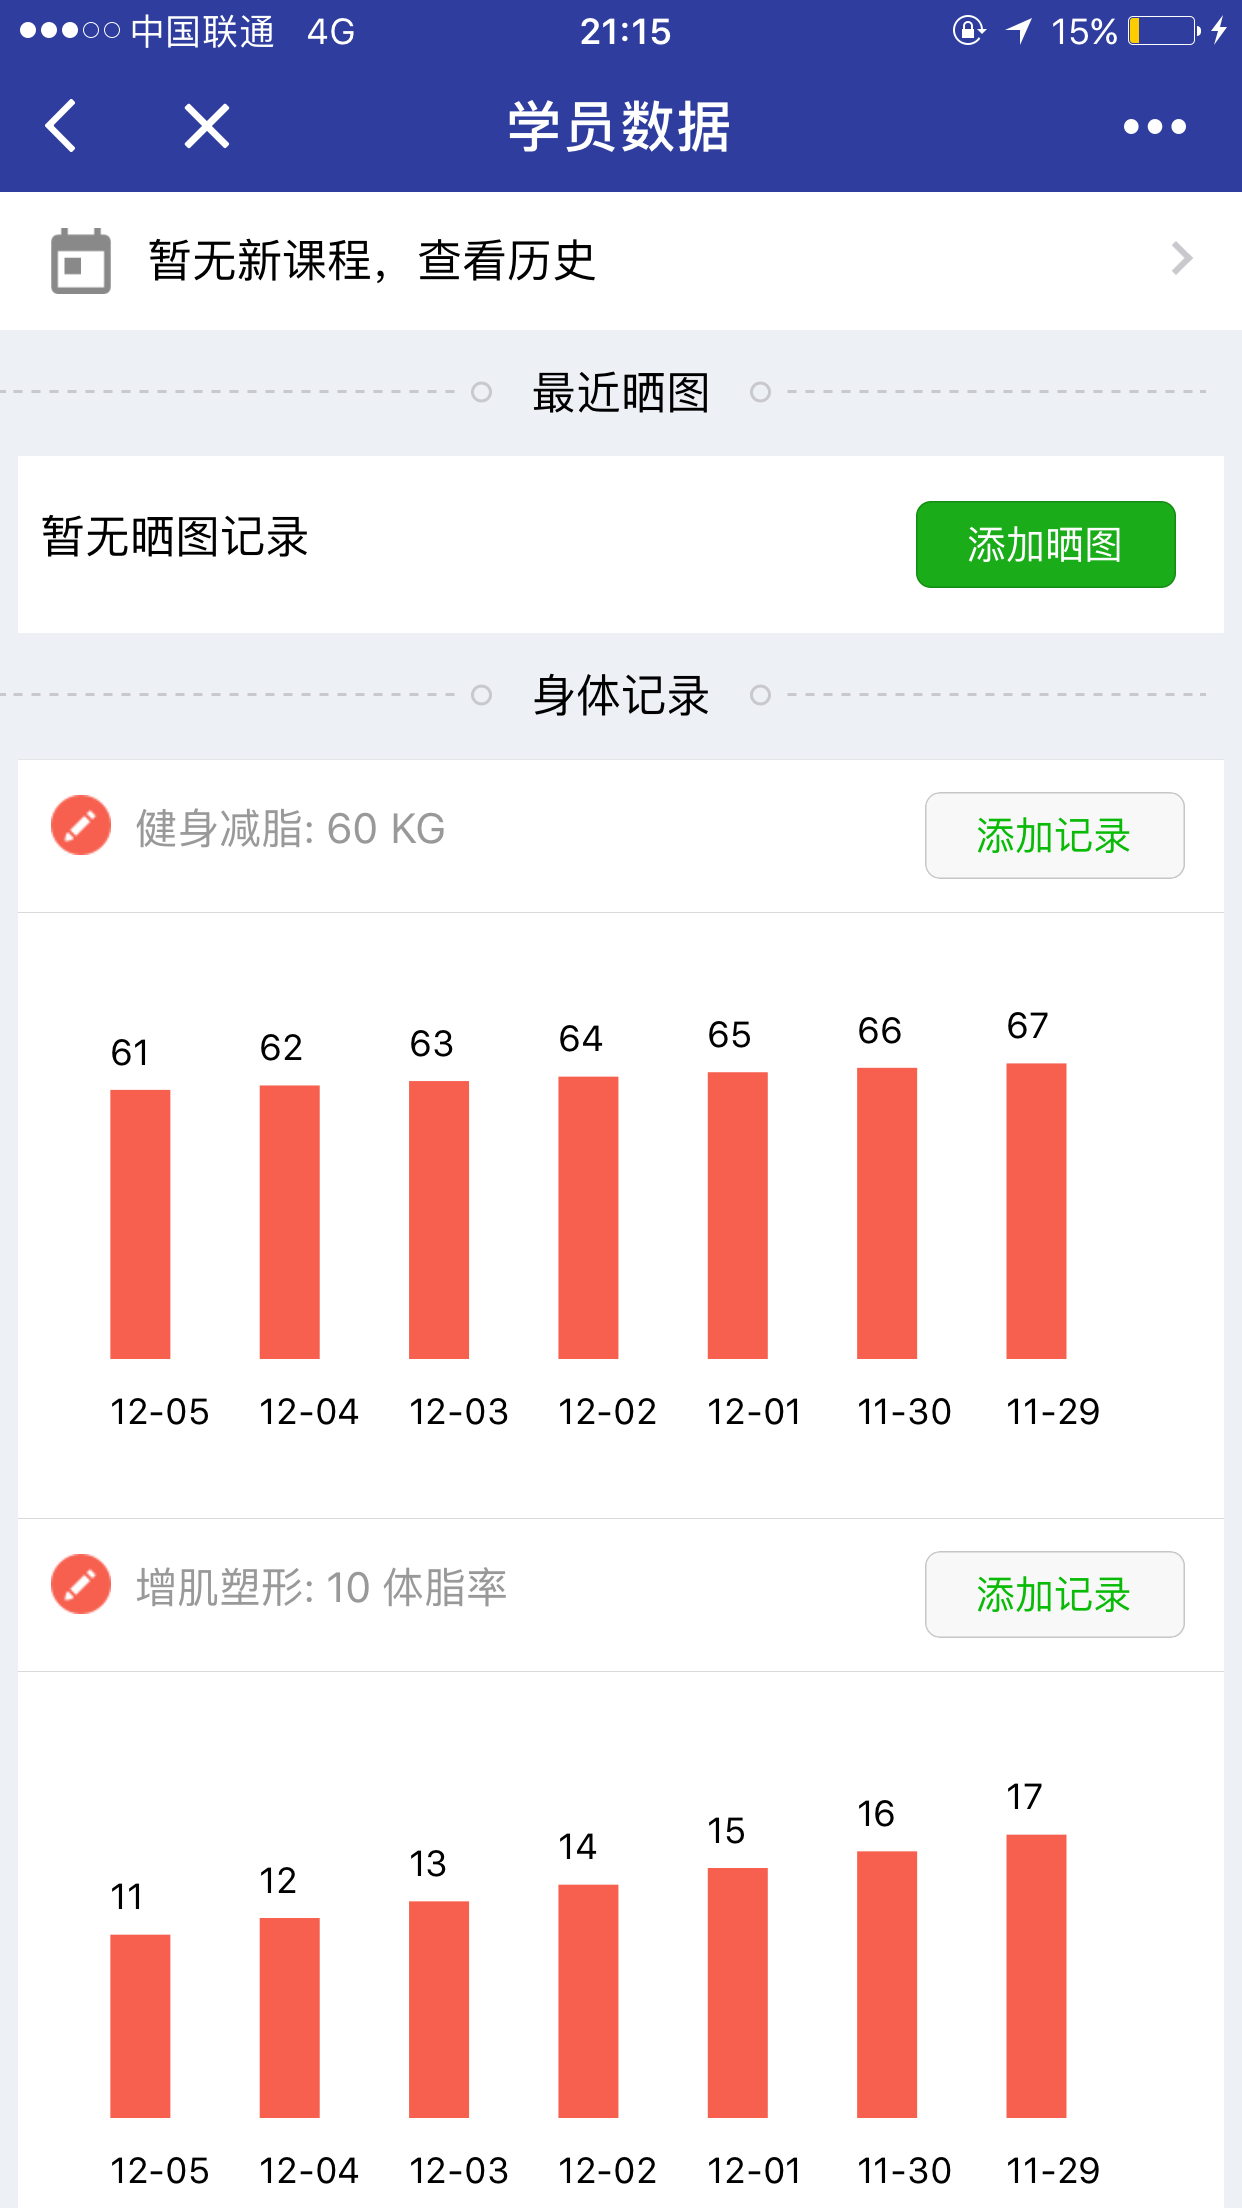 中国联通 4G 21:15 15%
学员数据
暂无新课程，查看历史
最近晒图
暂无晒图记录 添加晒图
身体记录
健身减脂: 60 KG 添加记录
61 62 63 64 65 66 67
12-05 12-04 12-03 12-02 12-01 11-30 11-29
增肌塑形: 10 体脂率 添加记录
11 12 13 14 15 16 17
12-05 12-04 12-03 12-02 12-01 11-30 11-29